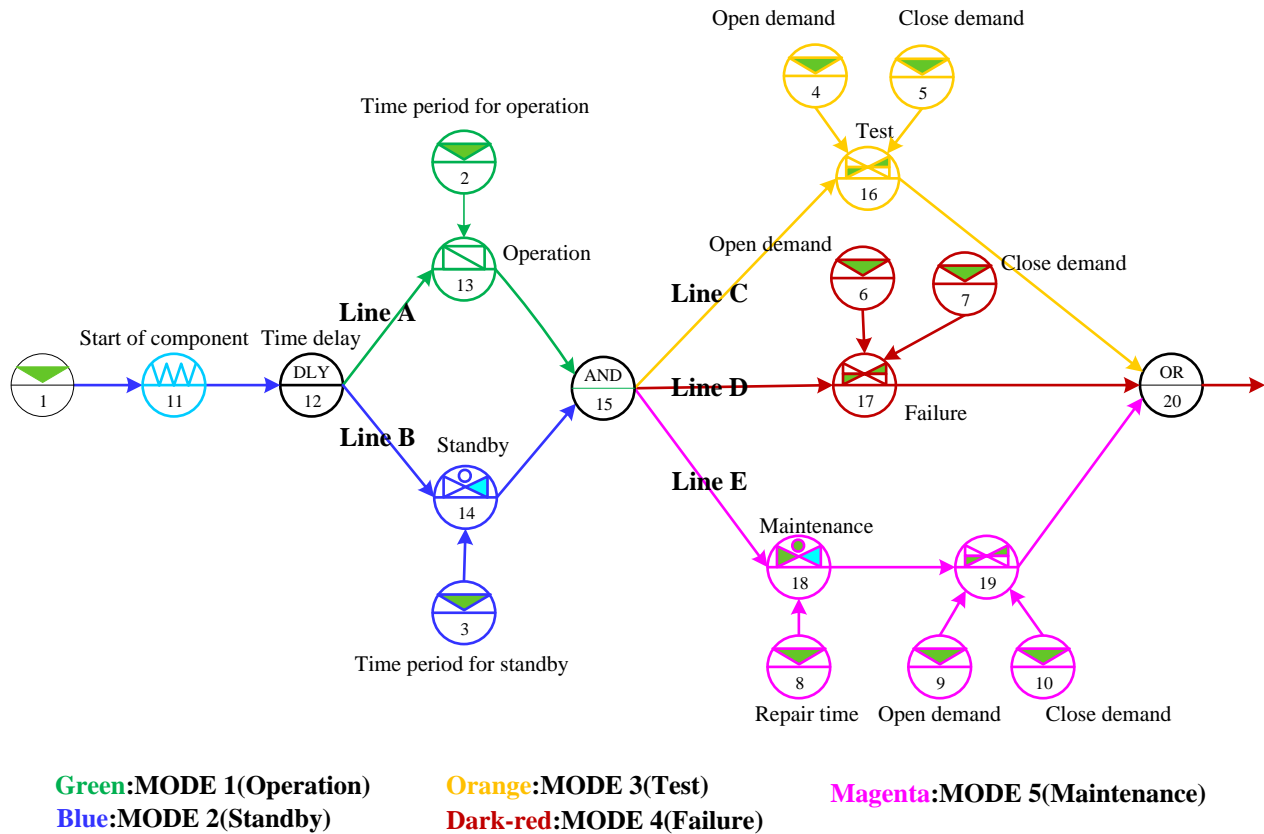 Open demand
Close demand
4
5
Time period for operation
Test
2
16
Open demand
Operation
Close demand
13
6
7
Line C
Line A
Start of component
Time delay
DLY
AND
OR
1
11
12
15
Line D
17
20
Failure
Line B
Standby
14
Line E
Maintenance
18
19
3
Time period for standby
8
9
10
Repair time
Open demand
Close demand
Green:MODE 1(Operation)
Orange:MODE 3(Test)
Magenta:MODE 5(Maintenance)
Blue:MODE 2(Standby)
Dark-red:MODE 4(Failure)